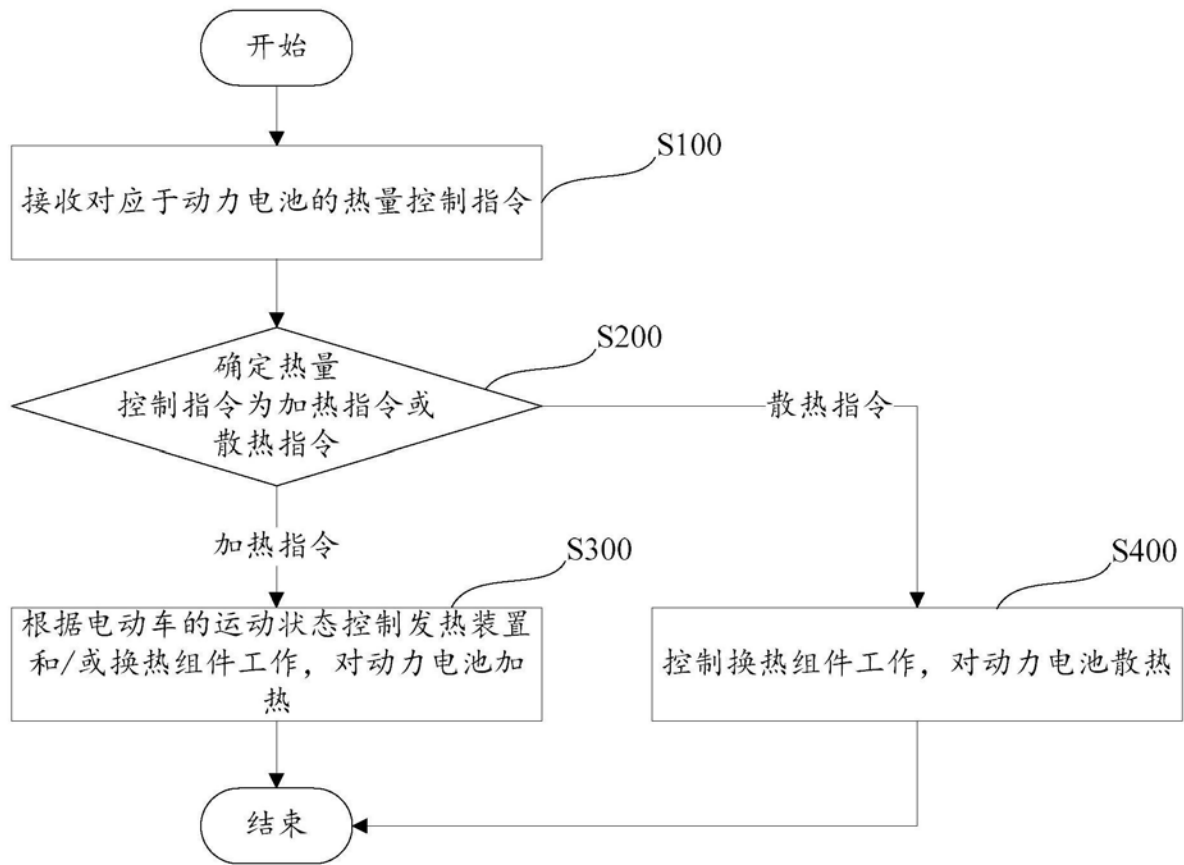 开始
S100
接收对应于动力电池的热量控制指令
S200
确定热量
控制指令为加热指令或
散热指令
散热指令
加热指令
S300
S400
根据电动车的运动状态控制发热装置
和/或换热组件工作，对动力电池加
热
控制换热组件工作，对动力电池散热
结束